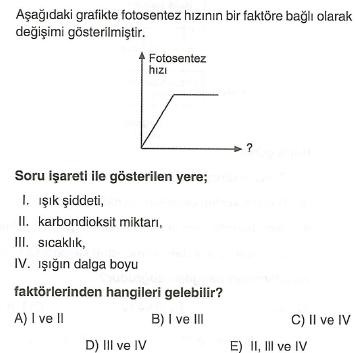 Aşağıdaki grafikte fotosentez hızının bir faktöre bağlı olarak
değişimi gösterilmiştir.
Fotosentez
hızı
?
Soru işareti ile gösterilen yere;
I. ışık şiddeti,
II. karbondioksit miktarı,
III. sıcaklık,
IV. ışığın dalga boyu
faktörlerinden hangileri gelebilir?
A) I ve II B) I ve III C) II ve IV
D) III ve IV E) II, III ve IV